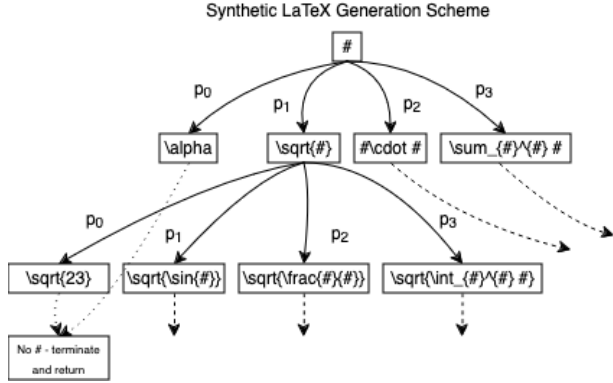 Synthetic LaTeX Generation Scheme
#
p₀ p₁ p₂ p₃
\alpha \sqrt{#} #\cdot # \sum_{#}^{#} #
p₀ p₁ p₂ p₃
\sqrt{23} \sqrt{\sin{#}} \sqrt{\frac{#}{#}} \sqrt{\int_{#}^{#} #}
No # - terminate
and return